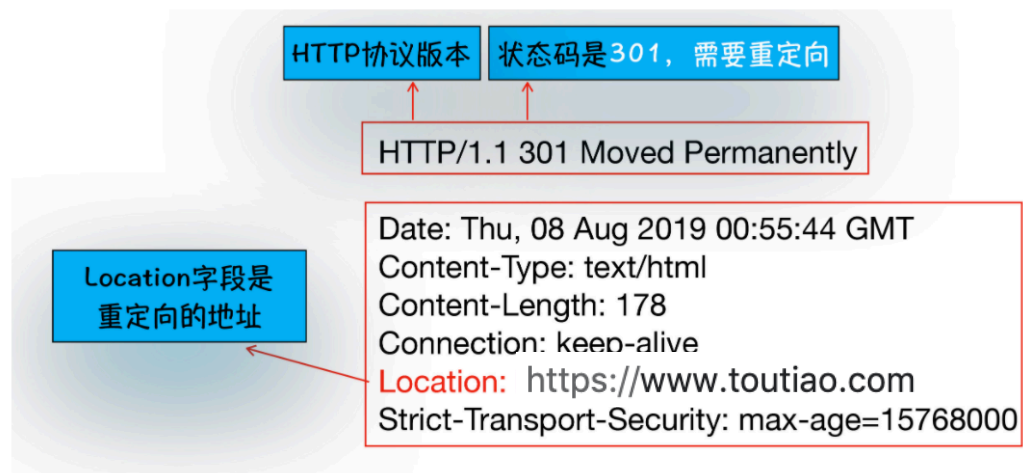 HTTP协议版本 状态码是301，需要重定向
HTTP/1.1 301 Moved Permanently
Date: Thu, 08 Aug 2019 00:55:44 GMT
Content-Type: text/html
Content-Length: 178
Connection: keep-alive
Location: https://www.toutiao.com
Strict-Transport-Security: max-age=15768000
Location字段是
重定向的地址